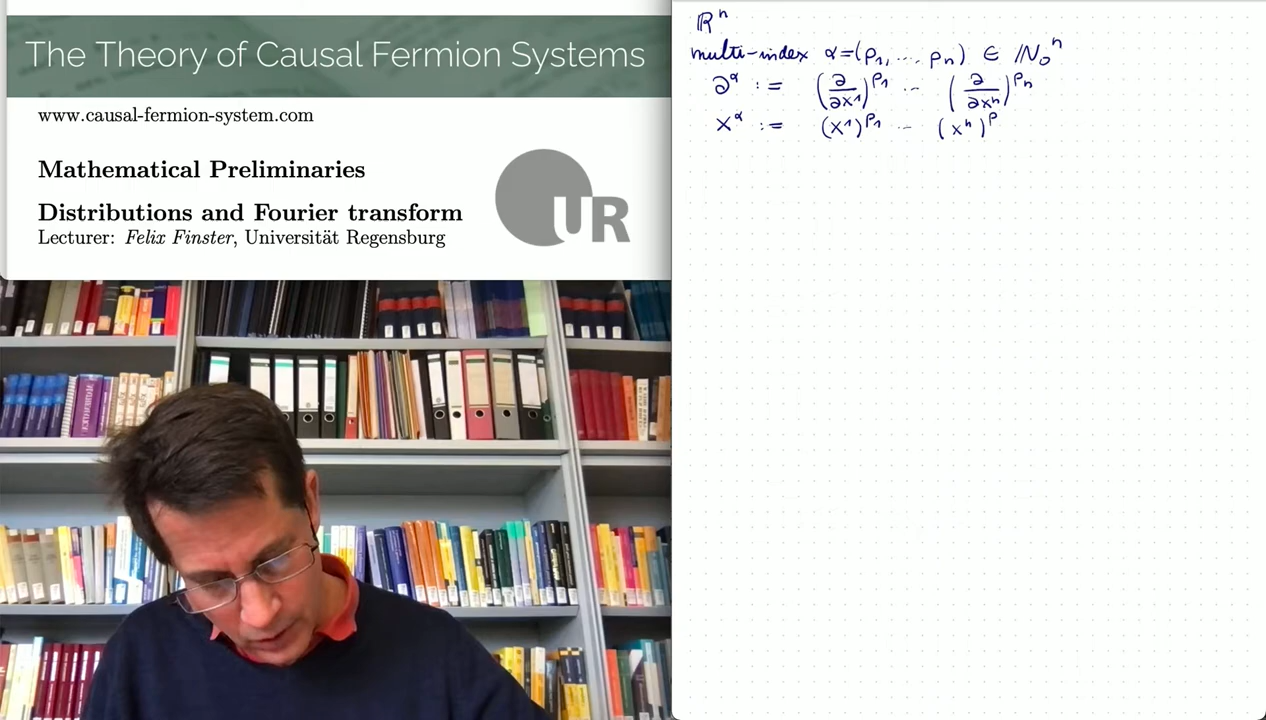 The Theory of Causal Fermion Systems
www.causal-fermion-system.com
Mathematical Preliminaries
Distributions and Fourier transform
Lecturer: Felix Finster, Universität Regensburg
UR
ℝⁿ
multi-index α=(p₁, ... pₙ) ∈ ℕ₀ⁿ
∂^α := (∂/∂x¹)^p₁ ... (∂/∂xⁿ)^pₙ
x^α := (x¹)^p₁ ... (xⁿ)^p